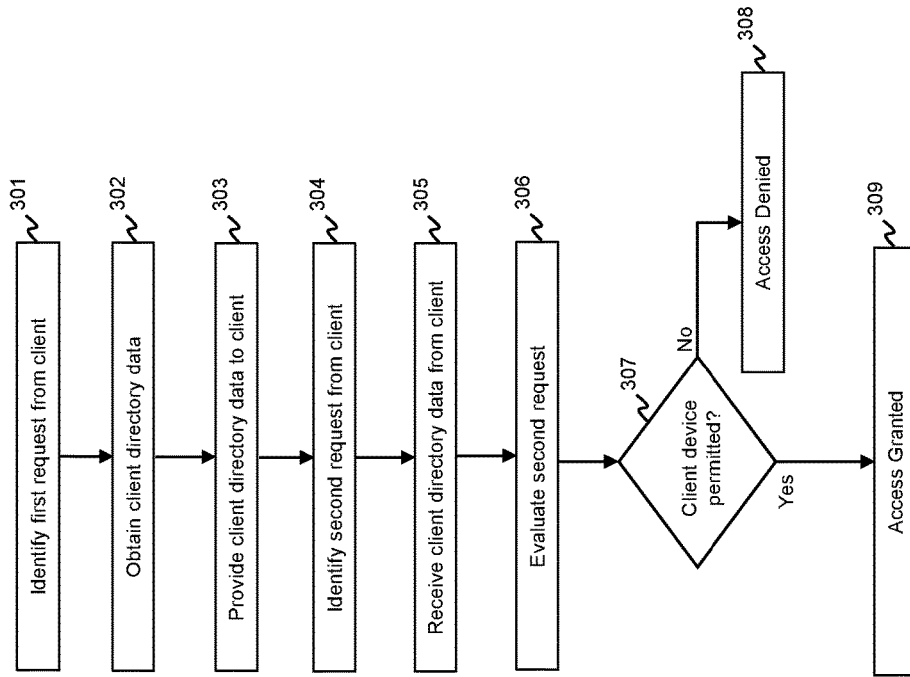 301
Identify first request from client
302
Obtain client directory data
303
Provide client directory data to client
304
Identify second request from client
305
Receive client directory data from client
306
Evaluate second request
307
Client device
permitted?
No
308
Access Denied
Yes
309
Access Granted